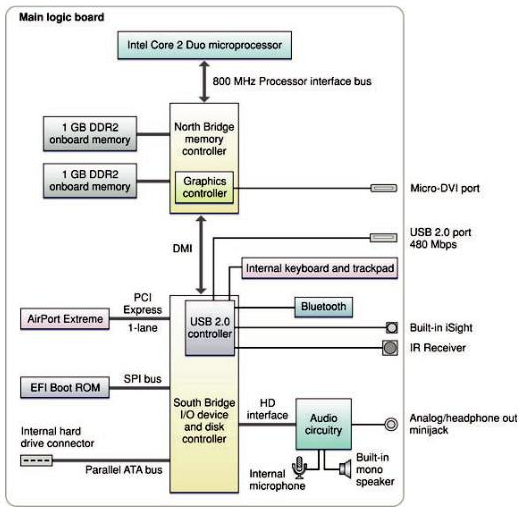 Main logic board
Intel Core 2 Duo microprocessor
800 MHz Processor interface bus
1 GB DDR2
onboard memory
North Bridge
memory
controller
1 GB DDR2
onboard memory
Graphics
controller
Micro-DVI port
USB 2.0 port
480 Mbps
DMI
Internal keyboard and trackpad
PCI
Express
1-lane
AirPort Extreme
USB 2.0
controller
Bluetooth
Built-in iSight
IR Receiver
EFI Boot ROM
SPI bus
South Bridge
I/O device
and disk
controller
HD
interface
Audio
circuitry
Analog/headphone out
minijack
Internal hard
drive connector
Parallel ATA bus
Internal
microphone
Built-in
mono
speaker